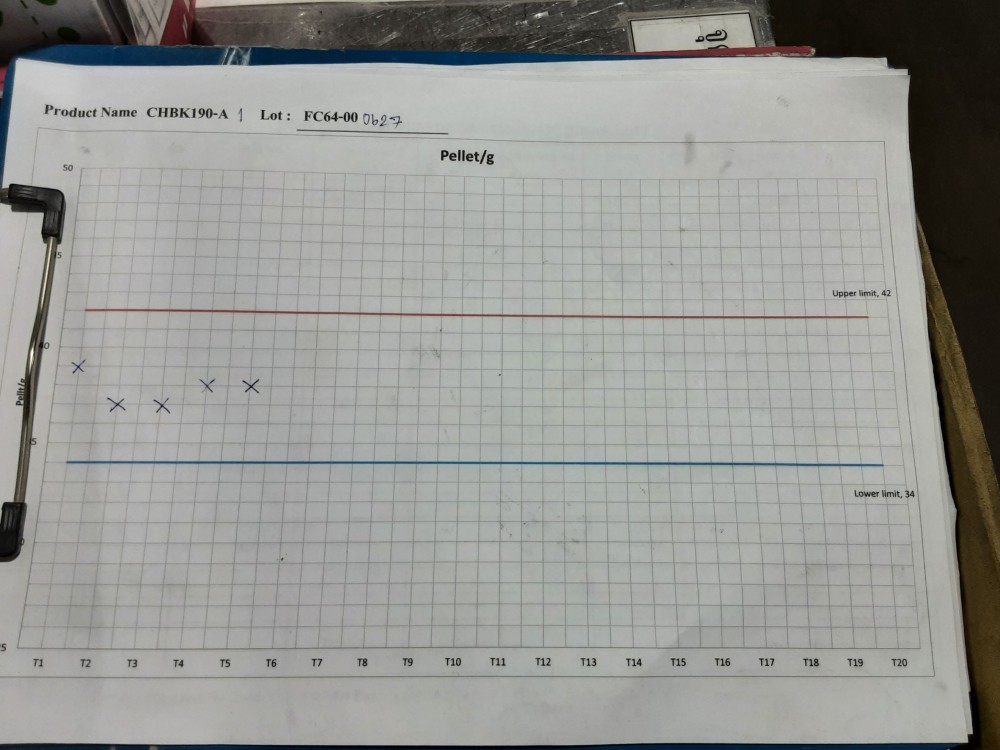 Product Name CHBK190-A 1 Lot : FC64-00 0627
Pellet/g
50
5
Upper limit, 42
40
Pellt/g
5
Lower limit, 34
0
5
T1 T2 T3 T4 T5 T6 T7 T8 T9 T10 T11 T12 T13 T14 T15 T16 T17 T18 T19 T20